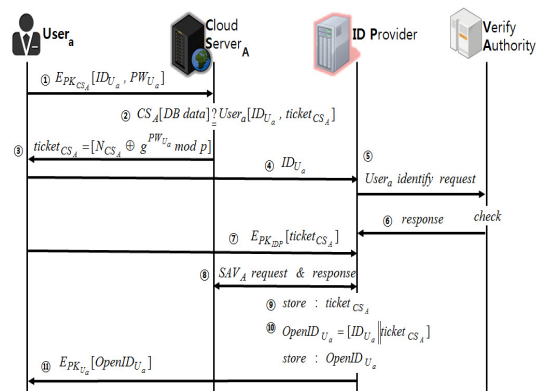 User a
Cloud Server A
ID Provider
Verify Authority
① E_{PK_{CS_A}}[ID_{U_a}, PW_{U_a}]
② CS_A[DB data] ≟ User_a[ID_{U_a}, ticket_{CS_A}]
③ ticket_{CS_A}=[N_{CS_A} ⊕ g^{PW_{U_a}} mod p]
④ ID_{U_a}
⑤
User_a identify request
⑥ response
check
⑦ E_{PK_{IDP}}[ticket_{CS_A}]
⑧ SAV_A request & response
⑨ store : ticket_{CS_A}
⑩ OpenID_{U_a} = [ID_{U_a}‖ticket_{CS_A}]
store : OpenID_{U_a}
⑪ E_{PK_{U_a}}[OpenID_{U_a}]